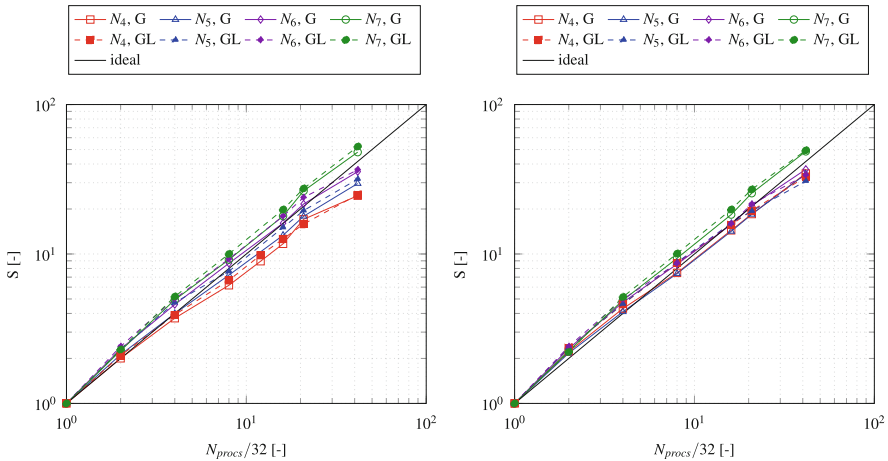 N4, G N5, G N6, G N7, G
N4, GL N5, GL N6, GL N7, GL
ideal
10^2
10^1
10^0
S [-]
10^0 10^1 10^2
Nprocs/32 [-]
N4, G N5, G N6, G N7, G
N4, GL N5, GL N6, GL N7, GL
ideal
10^2
10^1
10^0
S [-]
10^0 10^1 10^2
Nprocs/32 [-]